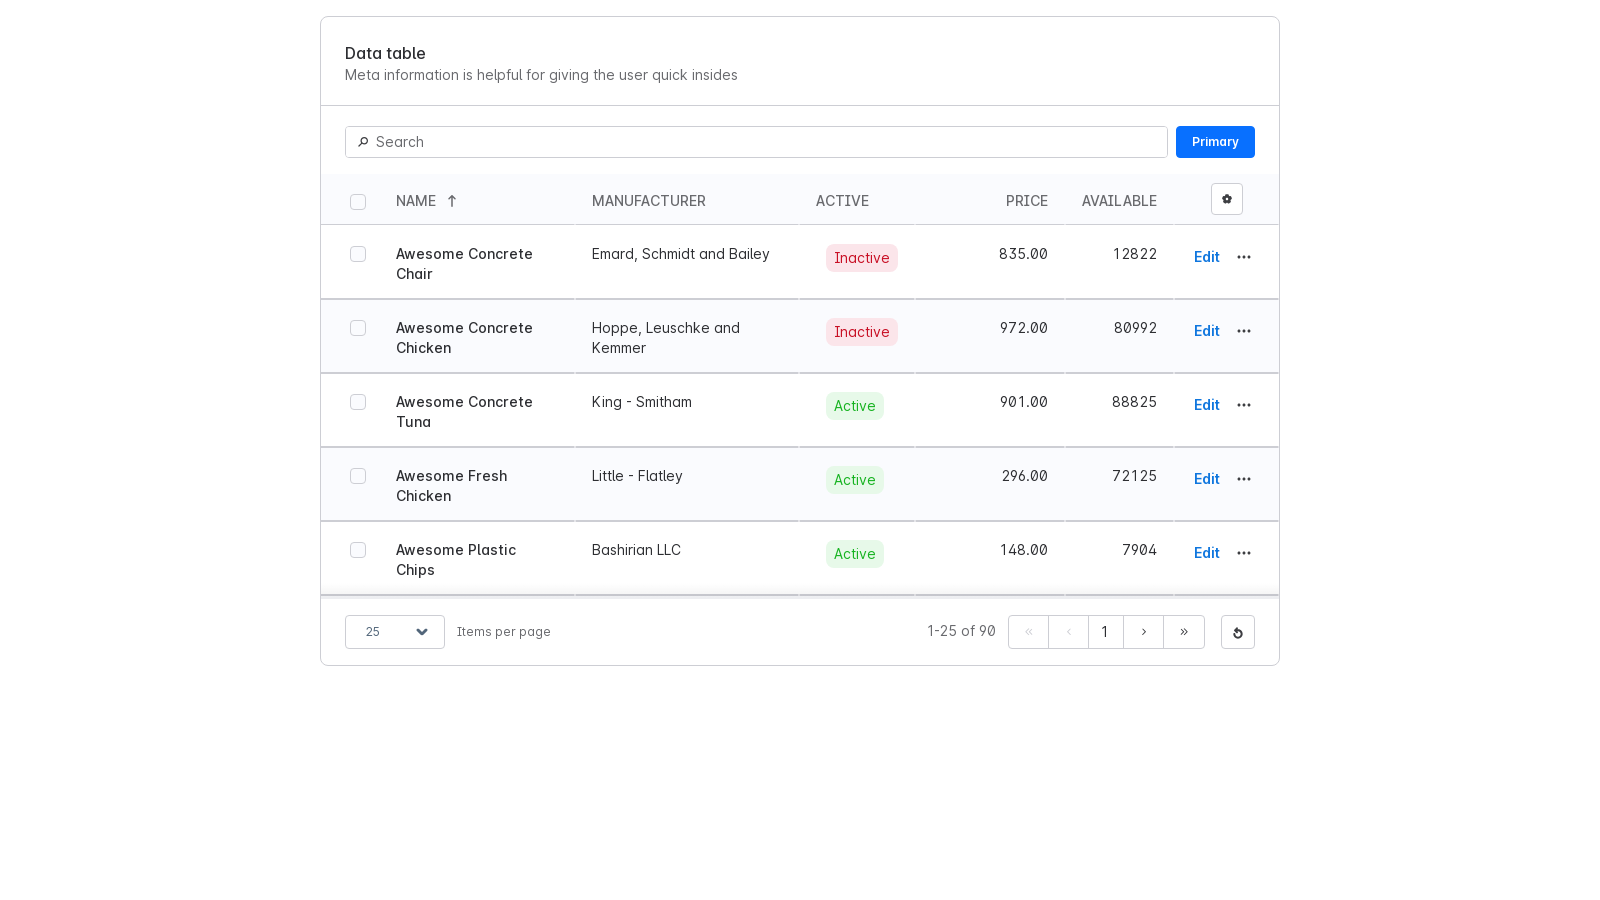 Data table
Meta information is helpful for giving the user quick insides
Search
Primary
NAME MANUFACTURER ACTIVE PRICE AVAILABLE
Awesome Concrete Chair Emard, Schmidt and Bailey Inactive 835.00 12822 Edit
Awesome Concrete Chicken Hoppe, Leuschke and Kemmer Inactive 972.00 80992 Edit
Awesome Concrete Tuna King - Smitham Active 901.00 88825 Edit
Awesome Fresh Chicken Little - Flatley Active 296.00 72125 Edit
Awesome Plastic Chips Bashirian LLC Active 148.00 7904 Edit
25 Items per page 1-25 of 90 « ‹ 1 › »